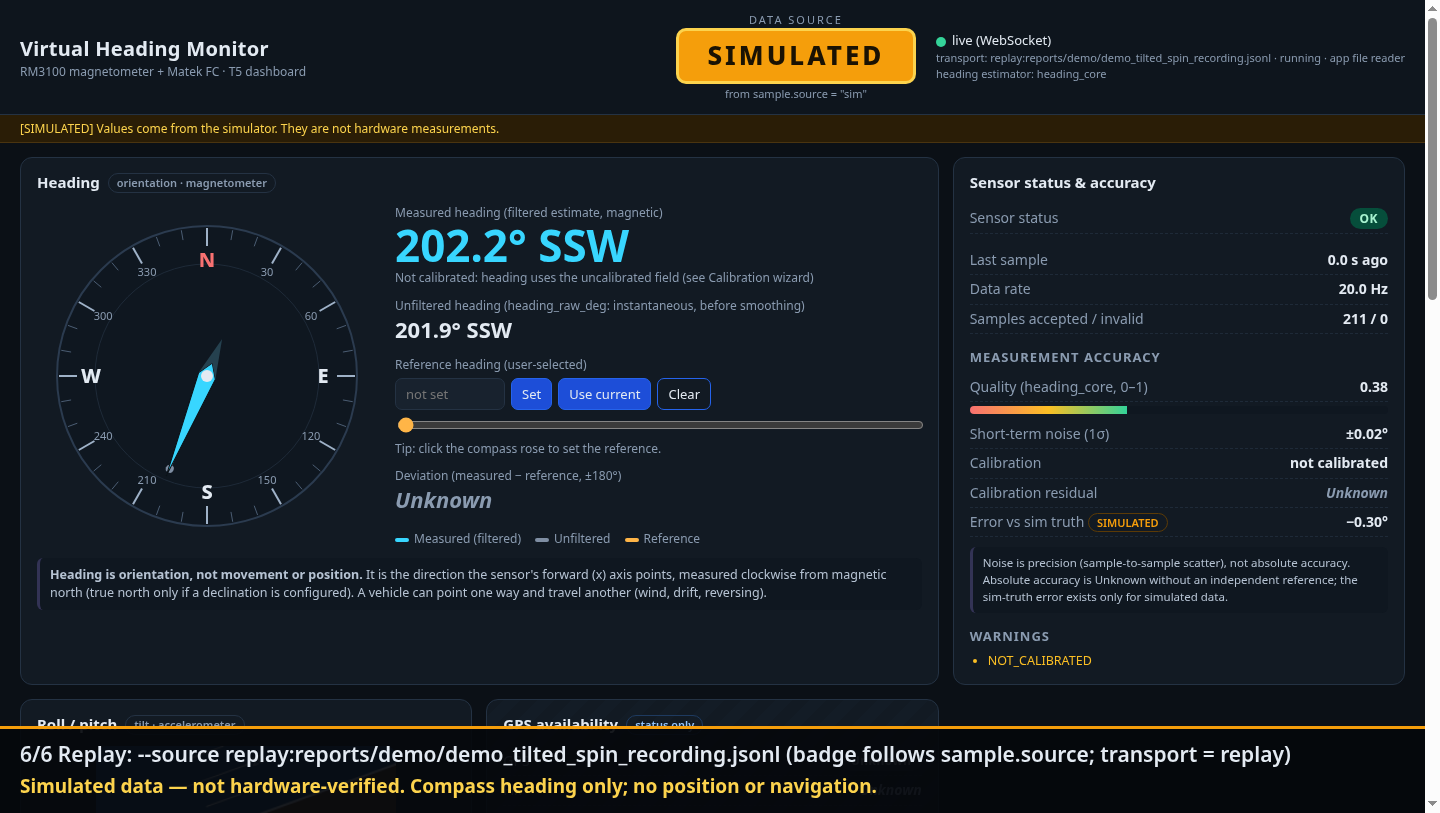 Virtual Heading Monitor
RM3100 magnetometer + Matek FC · T5 dashboard
DATA SOURCE
SIMULATED
from sample.source = "sim"
live (WebSocket)
transport: replay:reports/demo/demo_tilted_spin_recording.jsonl · running · app file reader
heading estimator: heading_core
[SIMULATED] Values come from the simulator. They are not hardware measurements.
Heading orientation · magnetometer
N
30
60
E
120
150
S
210
240
W
300
330
Measured heading (filtered estimate, magnetic)
202.2° SSW
Not calibrated: heading uses the uncalibrated field (see Calibration wizard)
Unfiltered heading (heading_raw_deg: instantaneous, before smoothing)
201.9° SSW
Reference heading (user-selected)
not set Set Use current Clear
Tip: click the compass rose to set the reference.
Deviation (measured − reference, ±180°)
Unknown
Measured (filtered) Unfiltered Reference
Heading is orientation, not movement or position. It is the direction the sensor's forward (x) axis points, measured clockwise from magnetic
north (true north only if a declination is configured). A vehicle can point one way and travel another (wind, drift, reversing).
Sensor status & accuracy
Sensor status OK
Last sample 0.0 s ago
Data rate 20.0 Hz
Samples accepted / invalid 211 / 0
MEASUREMENT ACCURACY
Quality (heading_core, 0–1) 0.38
Short-term noise (1σ) ±0.02°
Calibration not calibrated
Calibration residual Unknown
Error vs sim truth SIMULATED −0.30°
Noise is precision (sample-to-sample scatter), not absolute accuracy.
Absolute accuracy is Unknown without an independent reference; the
sim-truth error exists only for simulated data.
WARNINGS
• NOT_CALIBRATED
Roll / pitch tilt · accelerometer
GPS availability status only
6/6 Replay: --source replay:reports/demo/demo_tilted_spin_recording.jsonl (badge follows sample.source; transport = replay)
Simulated data — not hardware-verified. Compass heading only; no position or navigation.